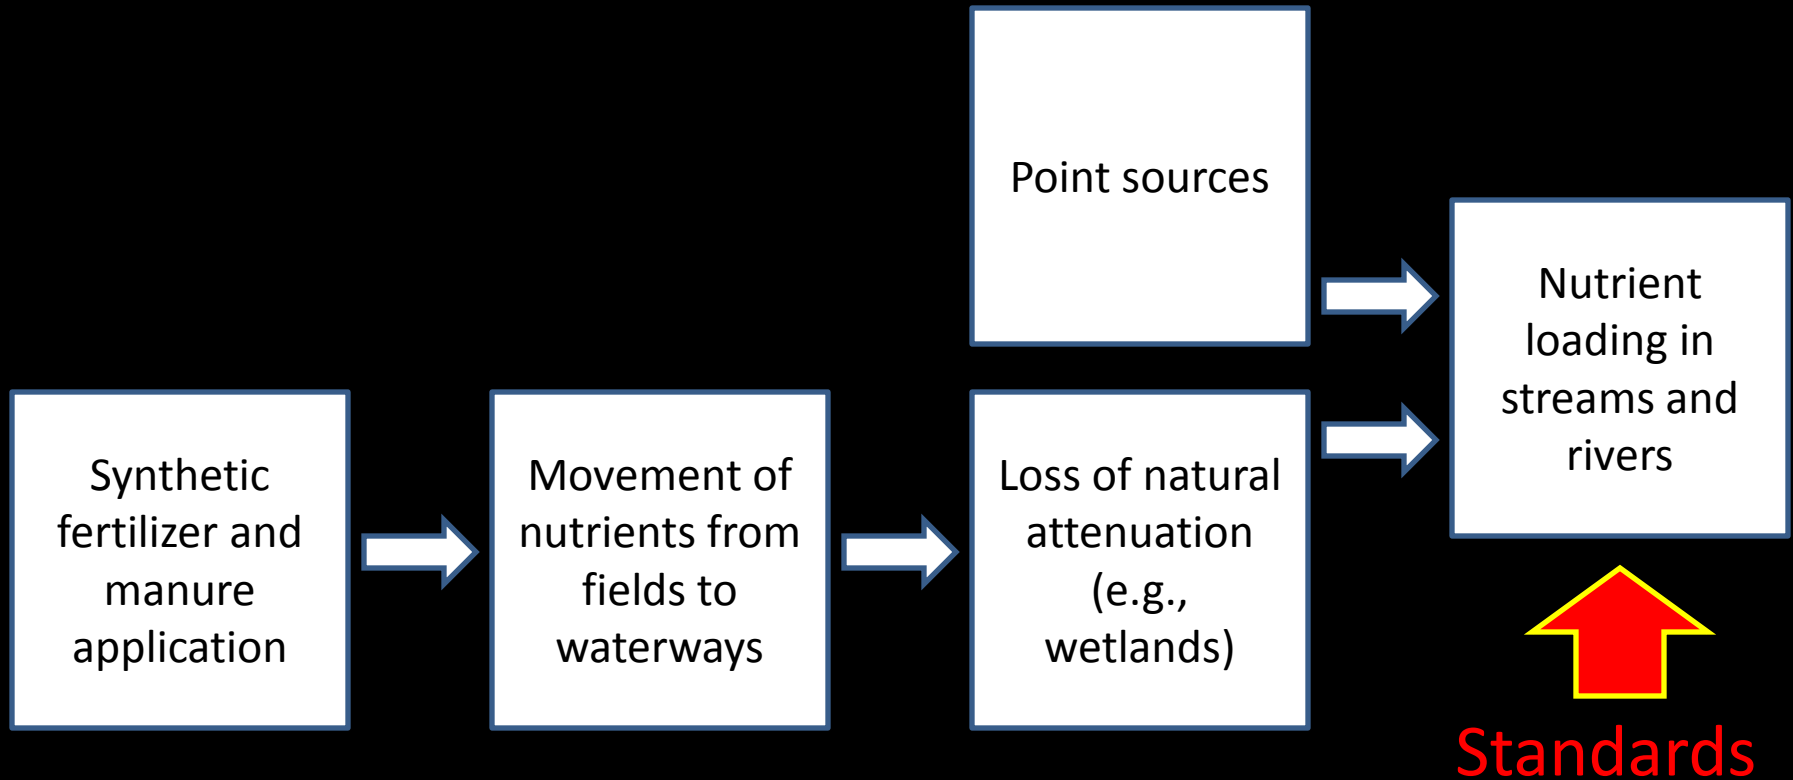 Point sources
Nutrient
loading in
streams and
rivers
Synthetic
fertilizer and
manure
application
Movement of
nutrients from
fields to
waterways
Loss of natural
attenuation
(e.g.,
wetlands)
Standards